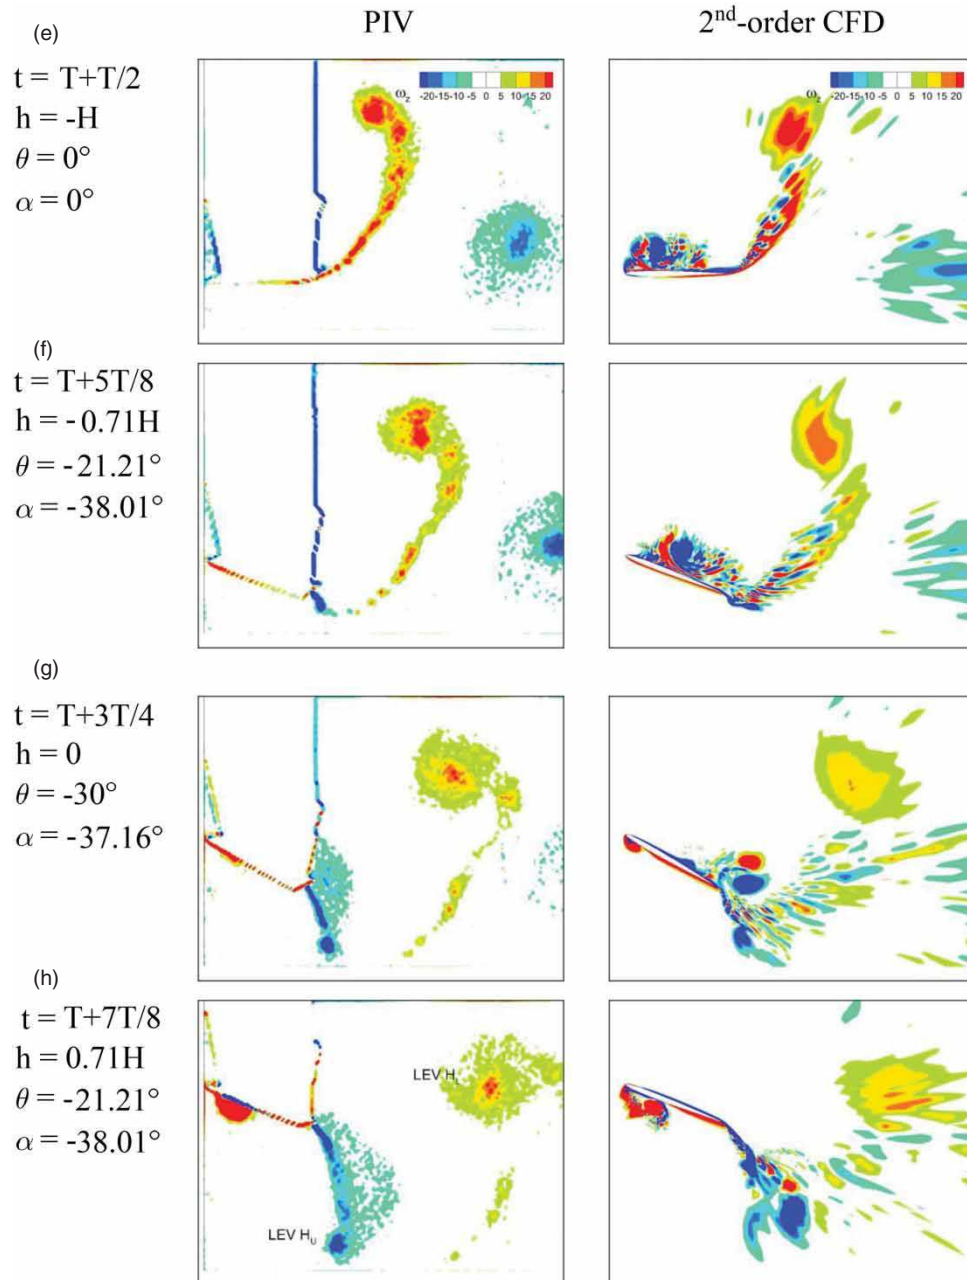 PIV
2nd-order CFD
(e)
t = T+T/2
h = -H
θ = 0°
α = 0°
ωz
-20-15-10 -5 0 5 10 15 20
ωz
-20-15-10 -5 0 5 10 15 20
(f)
t = T+5T/8
h = -0.71H
θ = -21.21°
α = -38.01°
(g)
t = T+3T/4
h = 0
θ = -30°
α = -37.16°
(h)
t = T+7T/8
h = 0.71H
θ = -21.21°
α = -38.01°
LEV HL
LEV HU